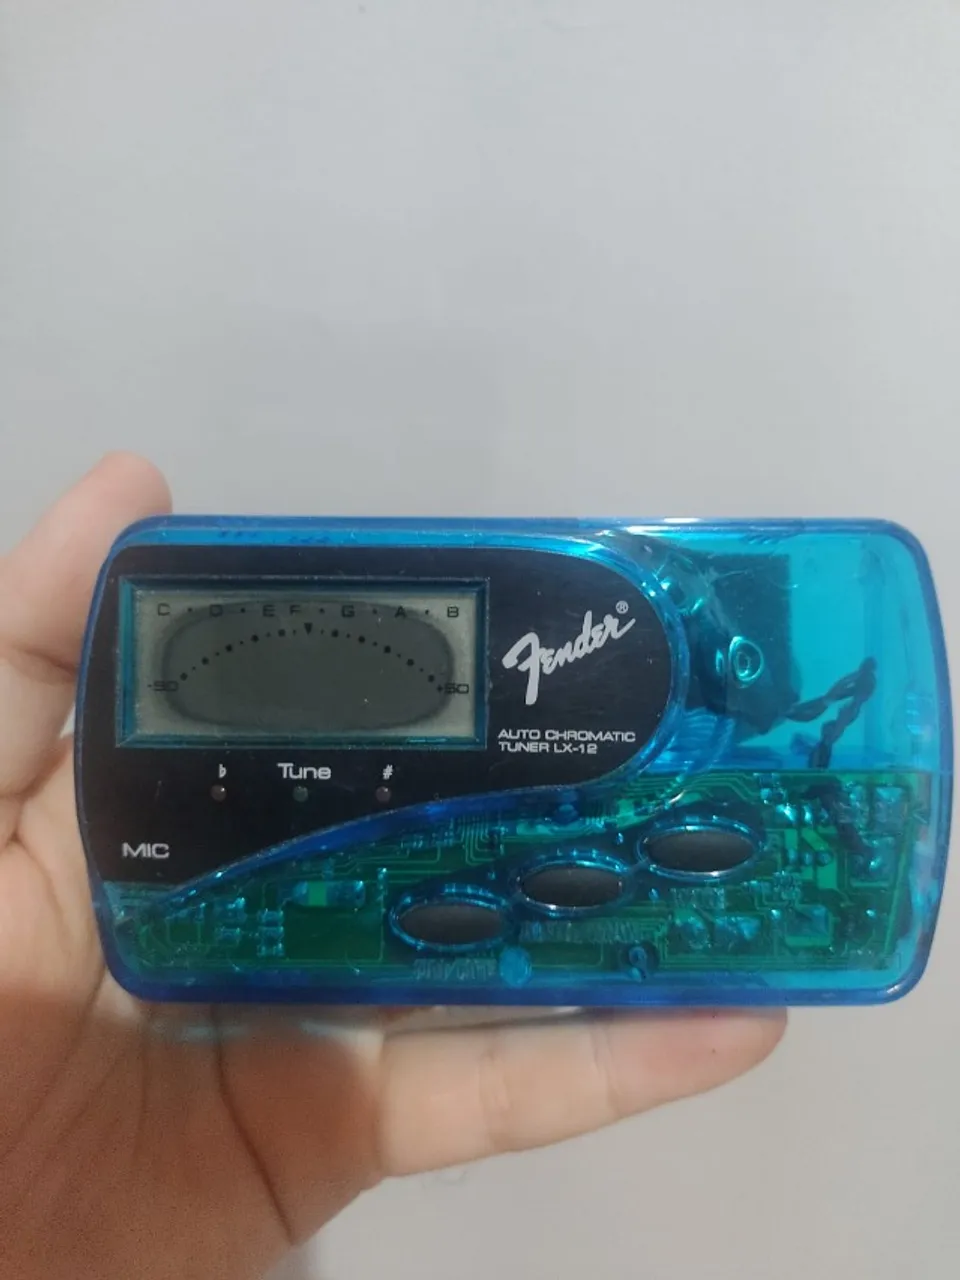 C • D • E F • G • A • B
-50 +50
Fender®
AUTO CHROMATIC
TUNER LX-12
♭ Tune #
MIC